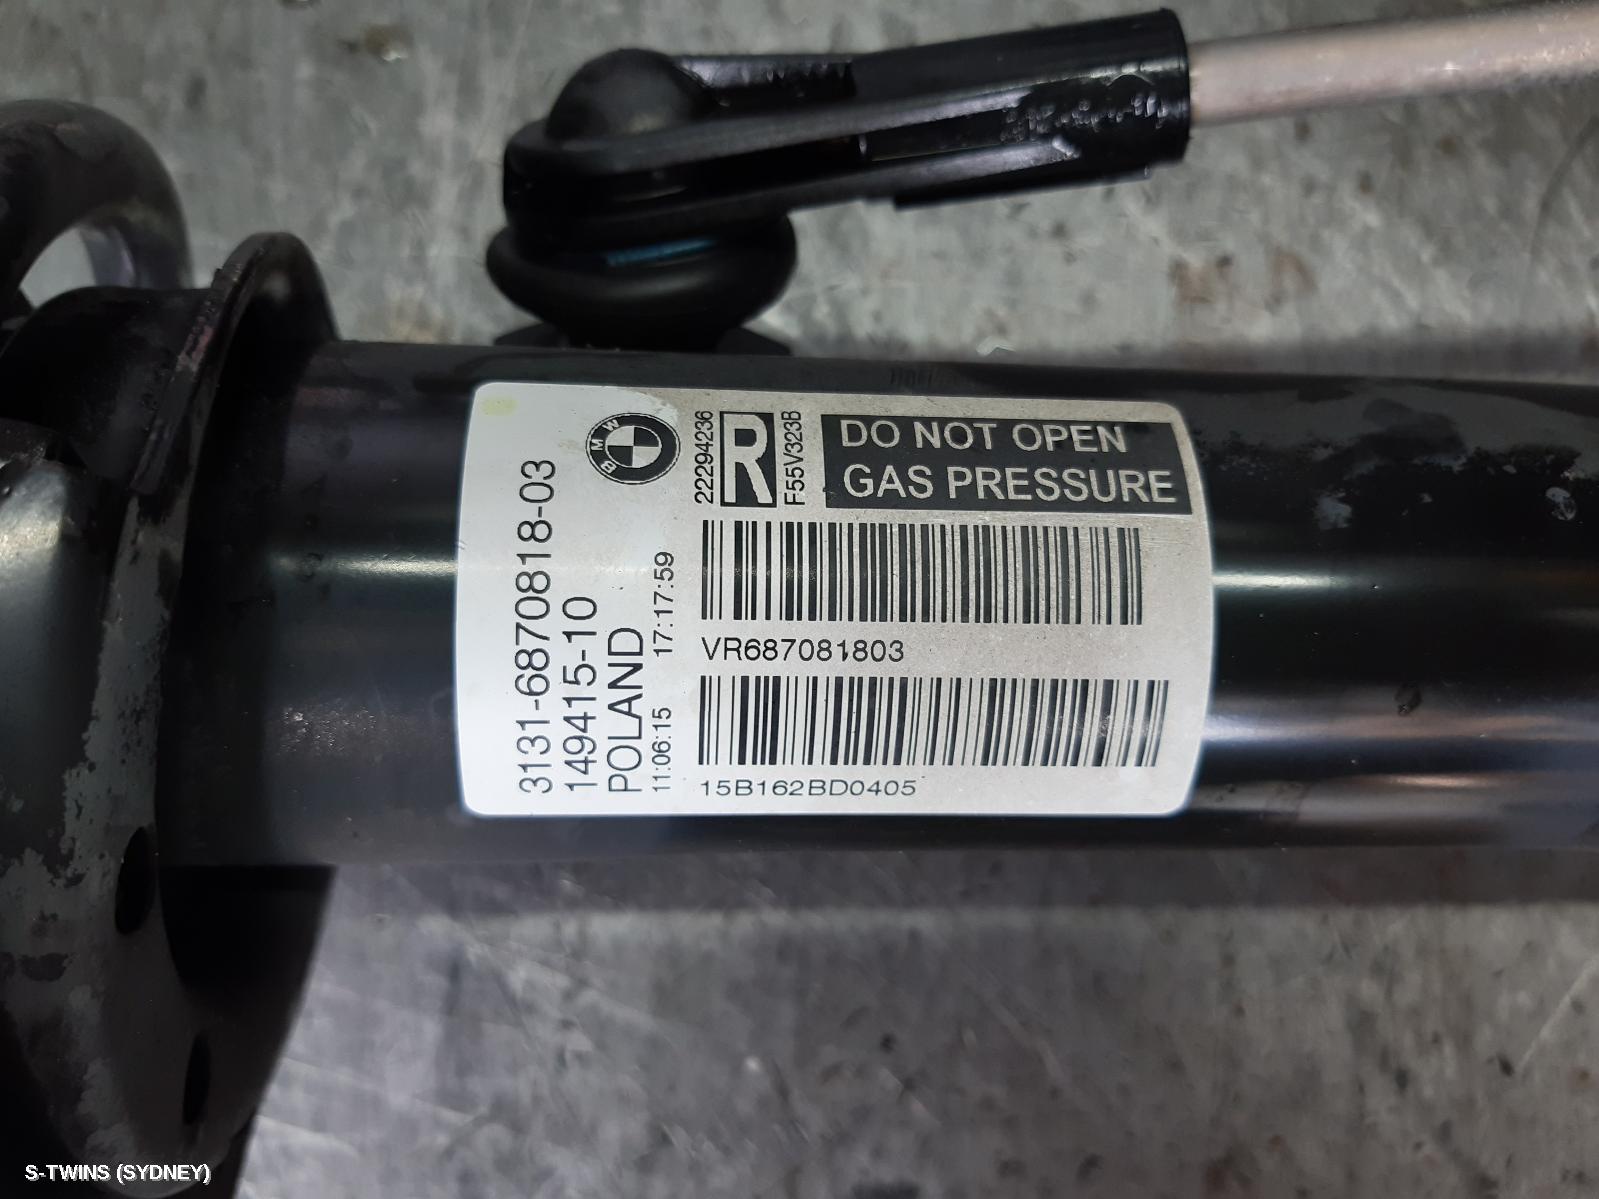 BMW
22294236
R
F55V323B
DO NOT OPEN
GAS PRESSURE
3131-6870818-03
149415-10
POLAND
11:06:15 17:17:59
VR687081803
15B162BD0405
S-TWINS (SYDNEY)